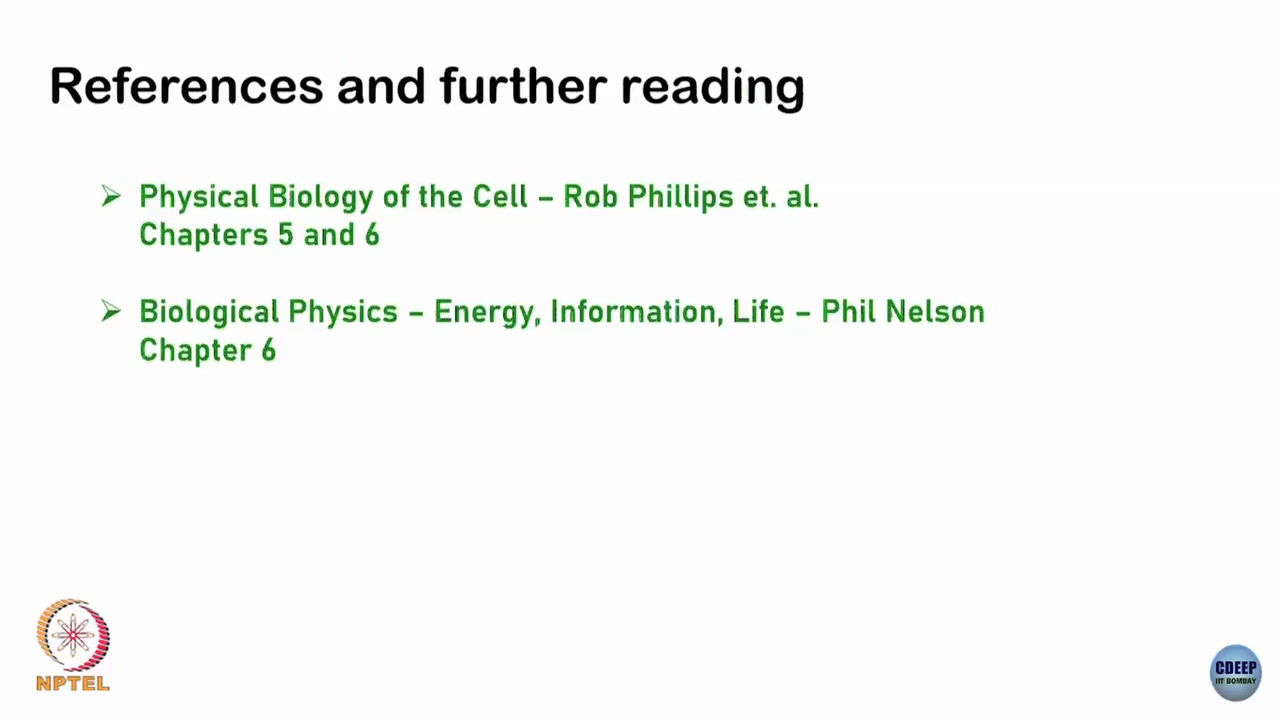 References and further reading
➢ Physical Biology of the Cell – Rob Phillips et. al.
Chapters 5 and 6
➢ Biological Physics – Energy, Information, Life – Phil Nelson
Chapter 6
NPTEL
CDEEP
IIT BOMBAY